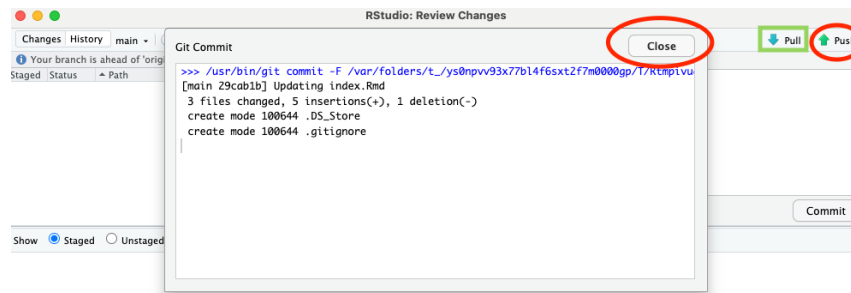 RStudio: Review Changes
Changes History main
Pull
Push
Your branch is ahead of 'origi
Staged Status Path
Git Commit
Close
>>> /usr/bin/git commit -F /var/folders/t_/ys0npvv93x77bl4f6sxt2f7m0000gp/T/
[main 29cab1b] Updating index.Rmd
3 files changed, 5 insertions(+), 1 deletion(-)
create mode 100644 .DS_Store
create mode 100644 .gitignore
Commit
Show Staged Unstaged